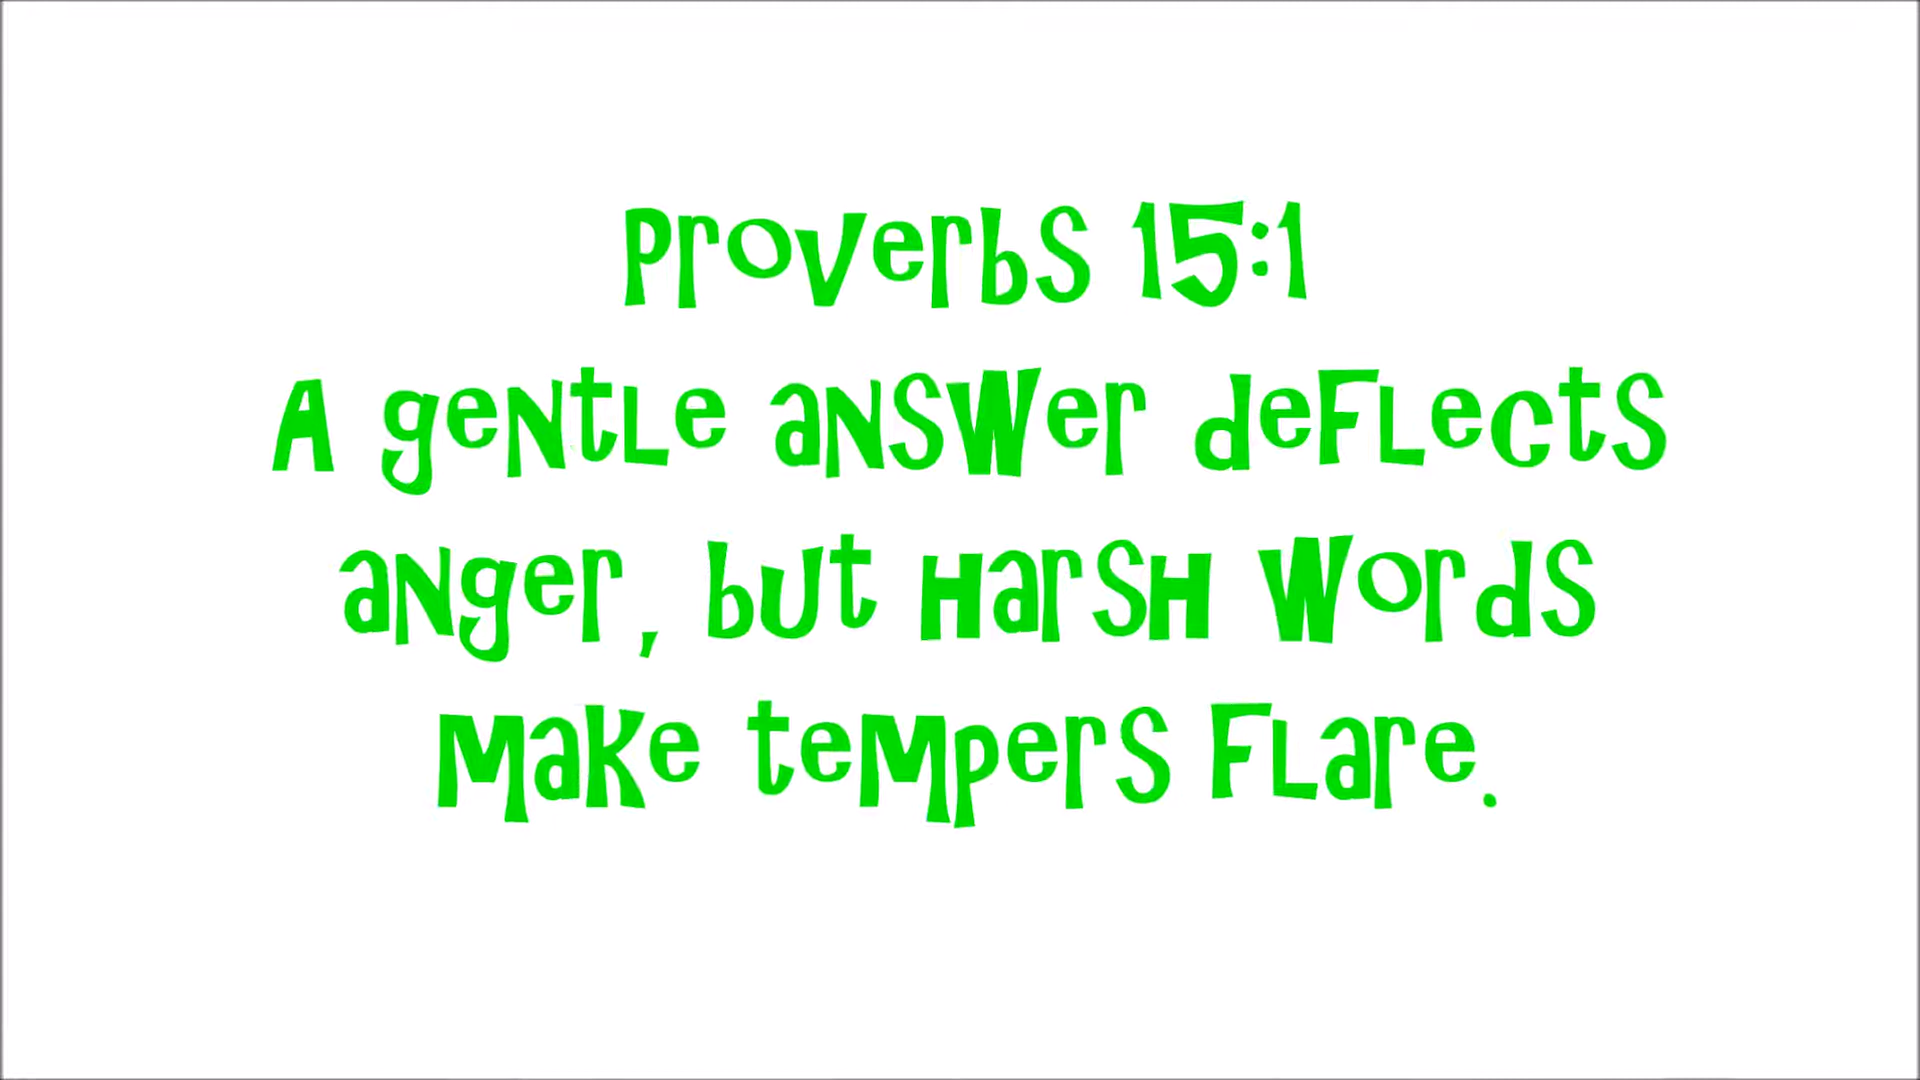 Proverbs 15:1
A gentle answer deflects
anger, but harsh words
make tempers flare.